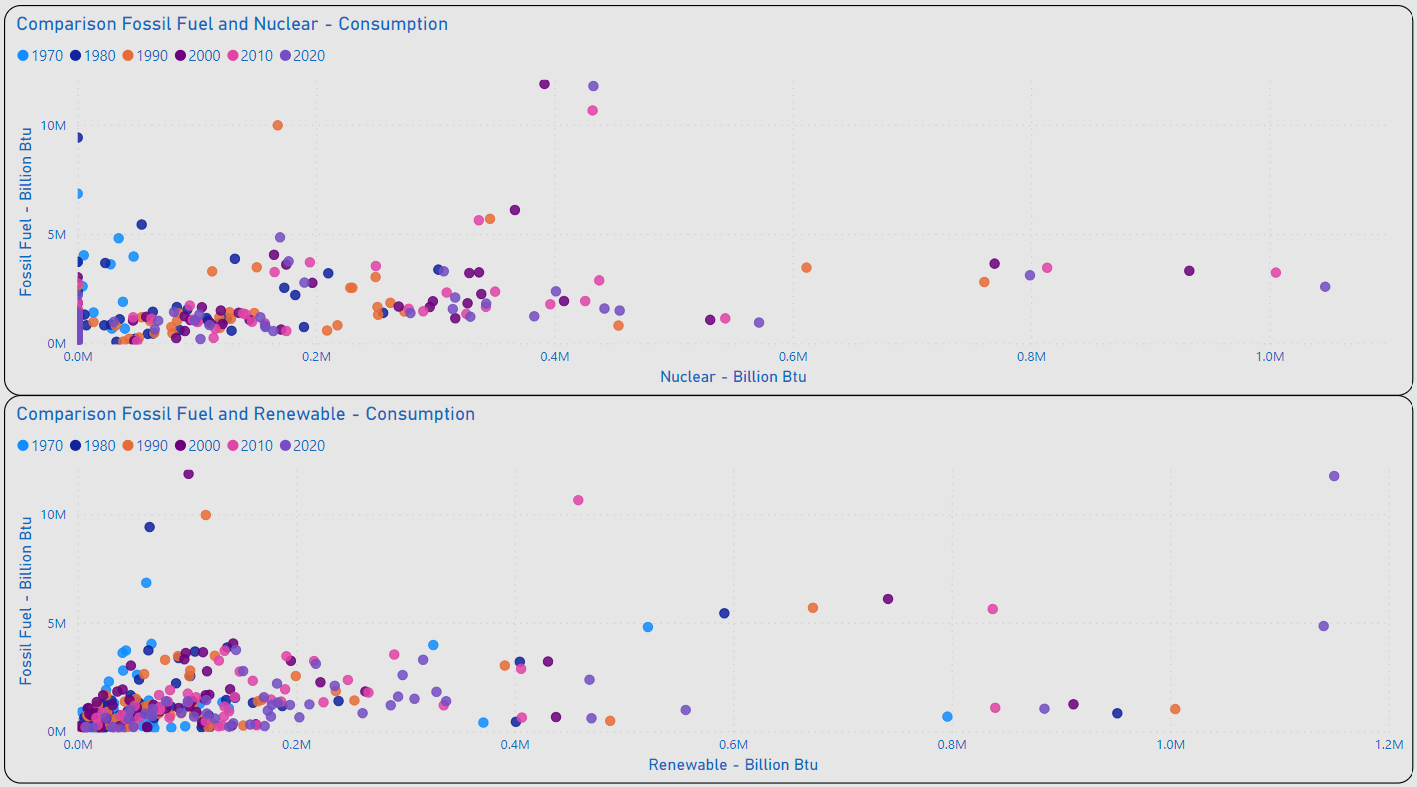 Comparison Fossil Fuel and Nuclear - Consumption
1970 1980 1990 2000 2010 2020
10M
5M
0M
Fossil Fuel - Billion Btu
0.0M 0.2M 0.4M 0.6M 0.8M 1.0M
Nuclear - Billion Btu
Comparison Fossil Fuel and Renewable - Consumption
1970 1980 1990 2000 2010 2020
10M
5M
0M
Fossil Fuel - Billion Btu
0.0M 0.2M 0.4M 0.6M 0.8M 1.0M 1.2M
Renewable - Billion Btu